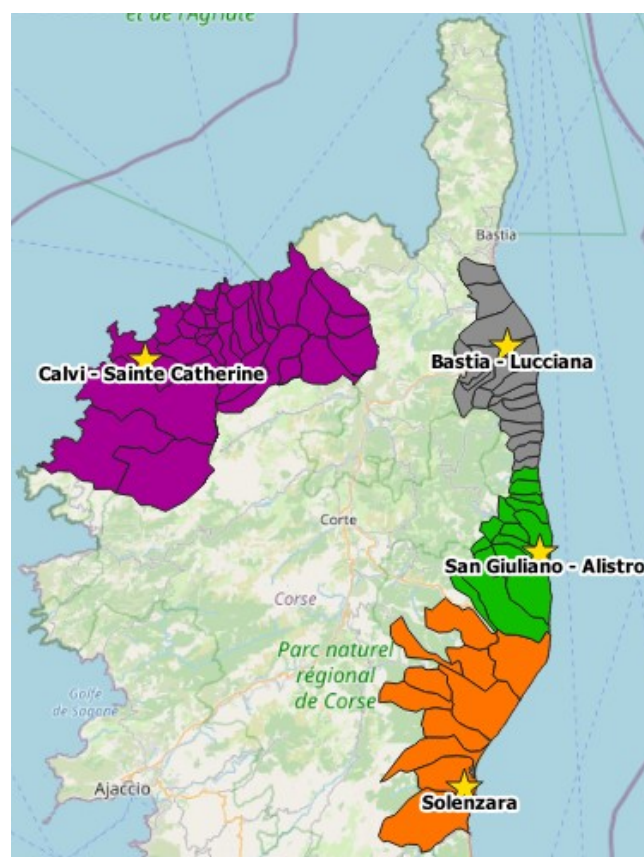 et de l'Agriate
Bastia
Bastia - Lucciana
Calvi - Sainte Catherine
Corte
San Giuliano - Alistro
Corse
Parc naturel
régional
de Corse
Golfe
de Sagone
Ajaccio
Solenzara